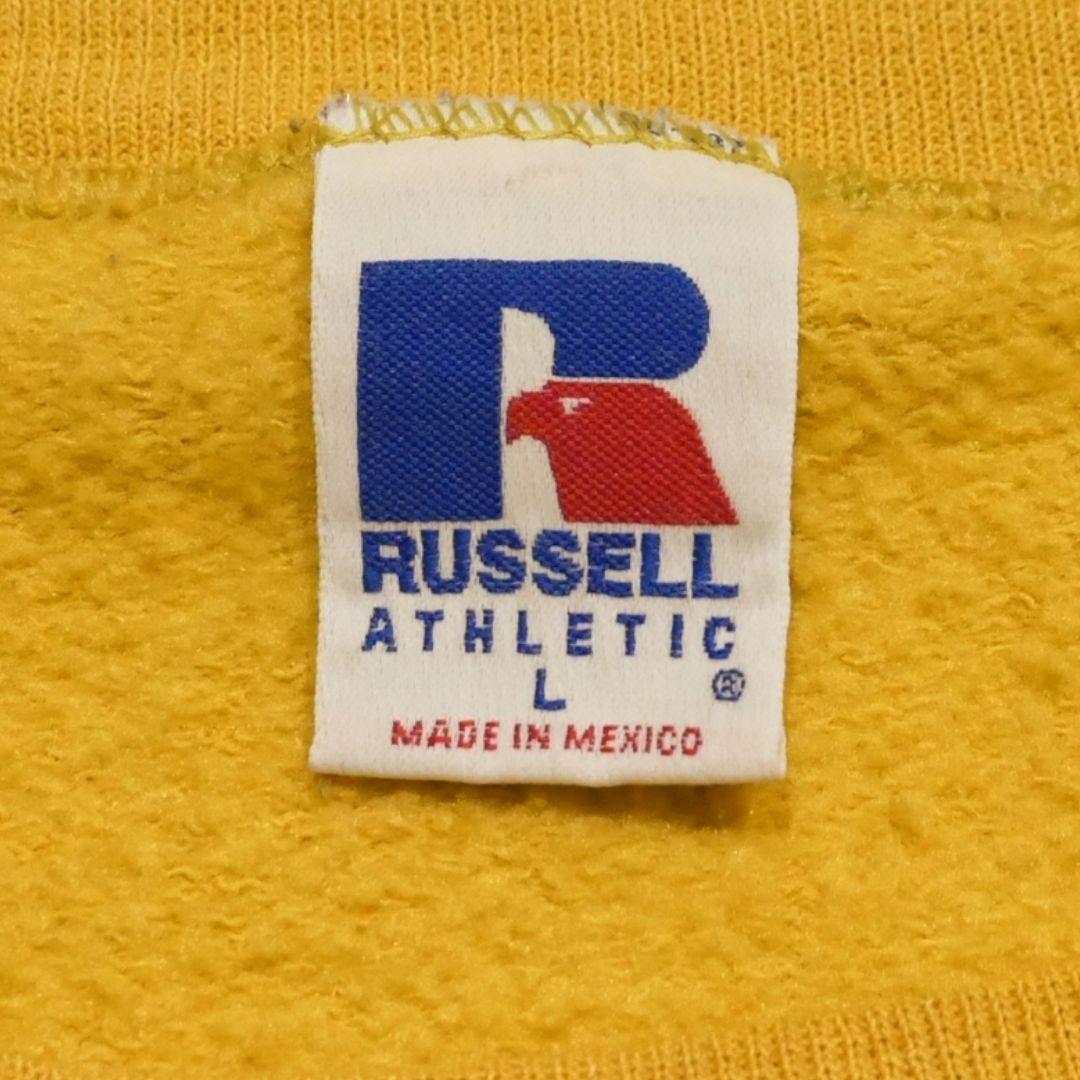 RUSSELL
ATHLETIC
L ®
MADE IN MEXICO